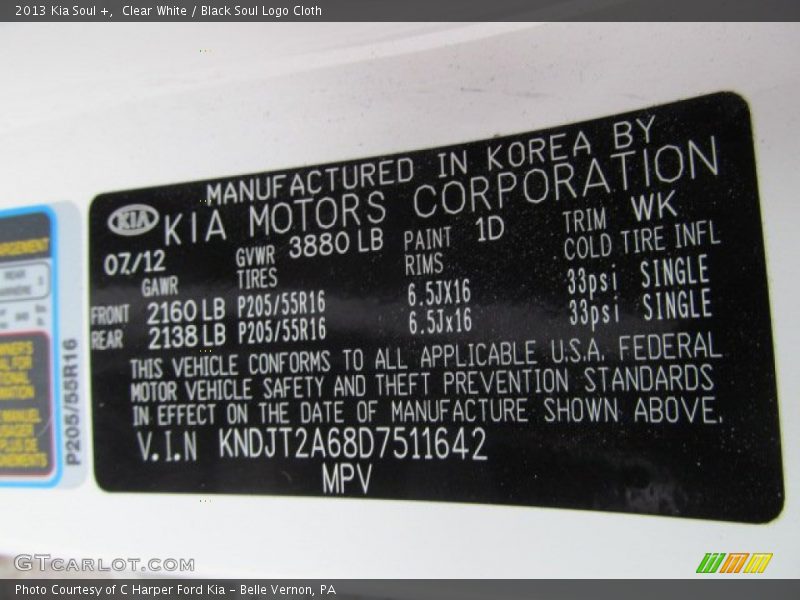 2013 Kia Soul +,  Clear White / Black Soul Logo Cloth
MANUFACTURED IN KOREA BY
KIA KIA MOTORS CORPORATION
07/12 GVWR 3880 LB PAINT 1D TRIM WK
GAWR TIRES RIMS COLD TIRE INFL
FRONT 2160 LB P205/55R16 6.5JX16 33psi SINGLE
REAR 2138 LB P205/55R16 6.5Jx16 33psi SINGLE
THIS VEHICLE CONFORMS TO ALL APPLICABLE U.S.A. FEDERAL
MOTOR VEHICLE SAFETY AND THEFT PREVENTION STANDARDS
IN EFFECT ON THE DATE OF MANUFACTURE SHOWN ABOVE.
V.I.N KNDJT2A68D7511642
MPV
REAR
P205/55R16
GTCARLOT.COM
Photo Courtesy of C Harper Ford Kia – Belle Vernon, PA